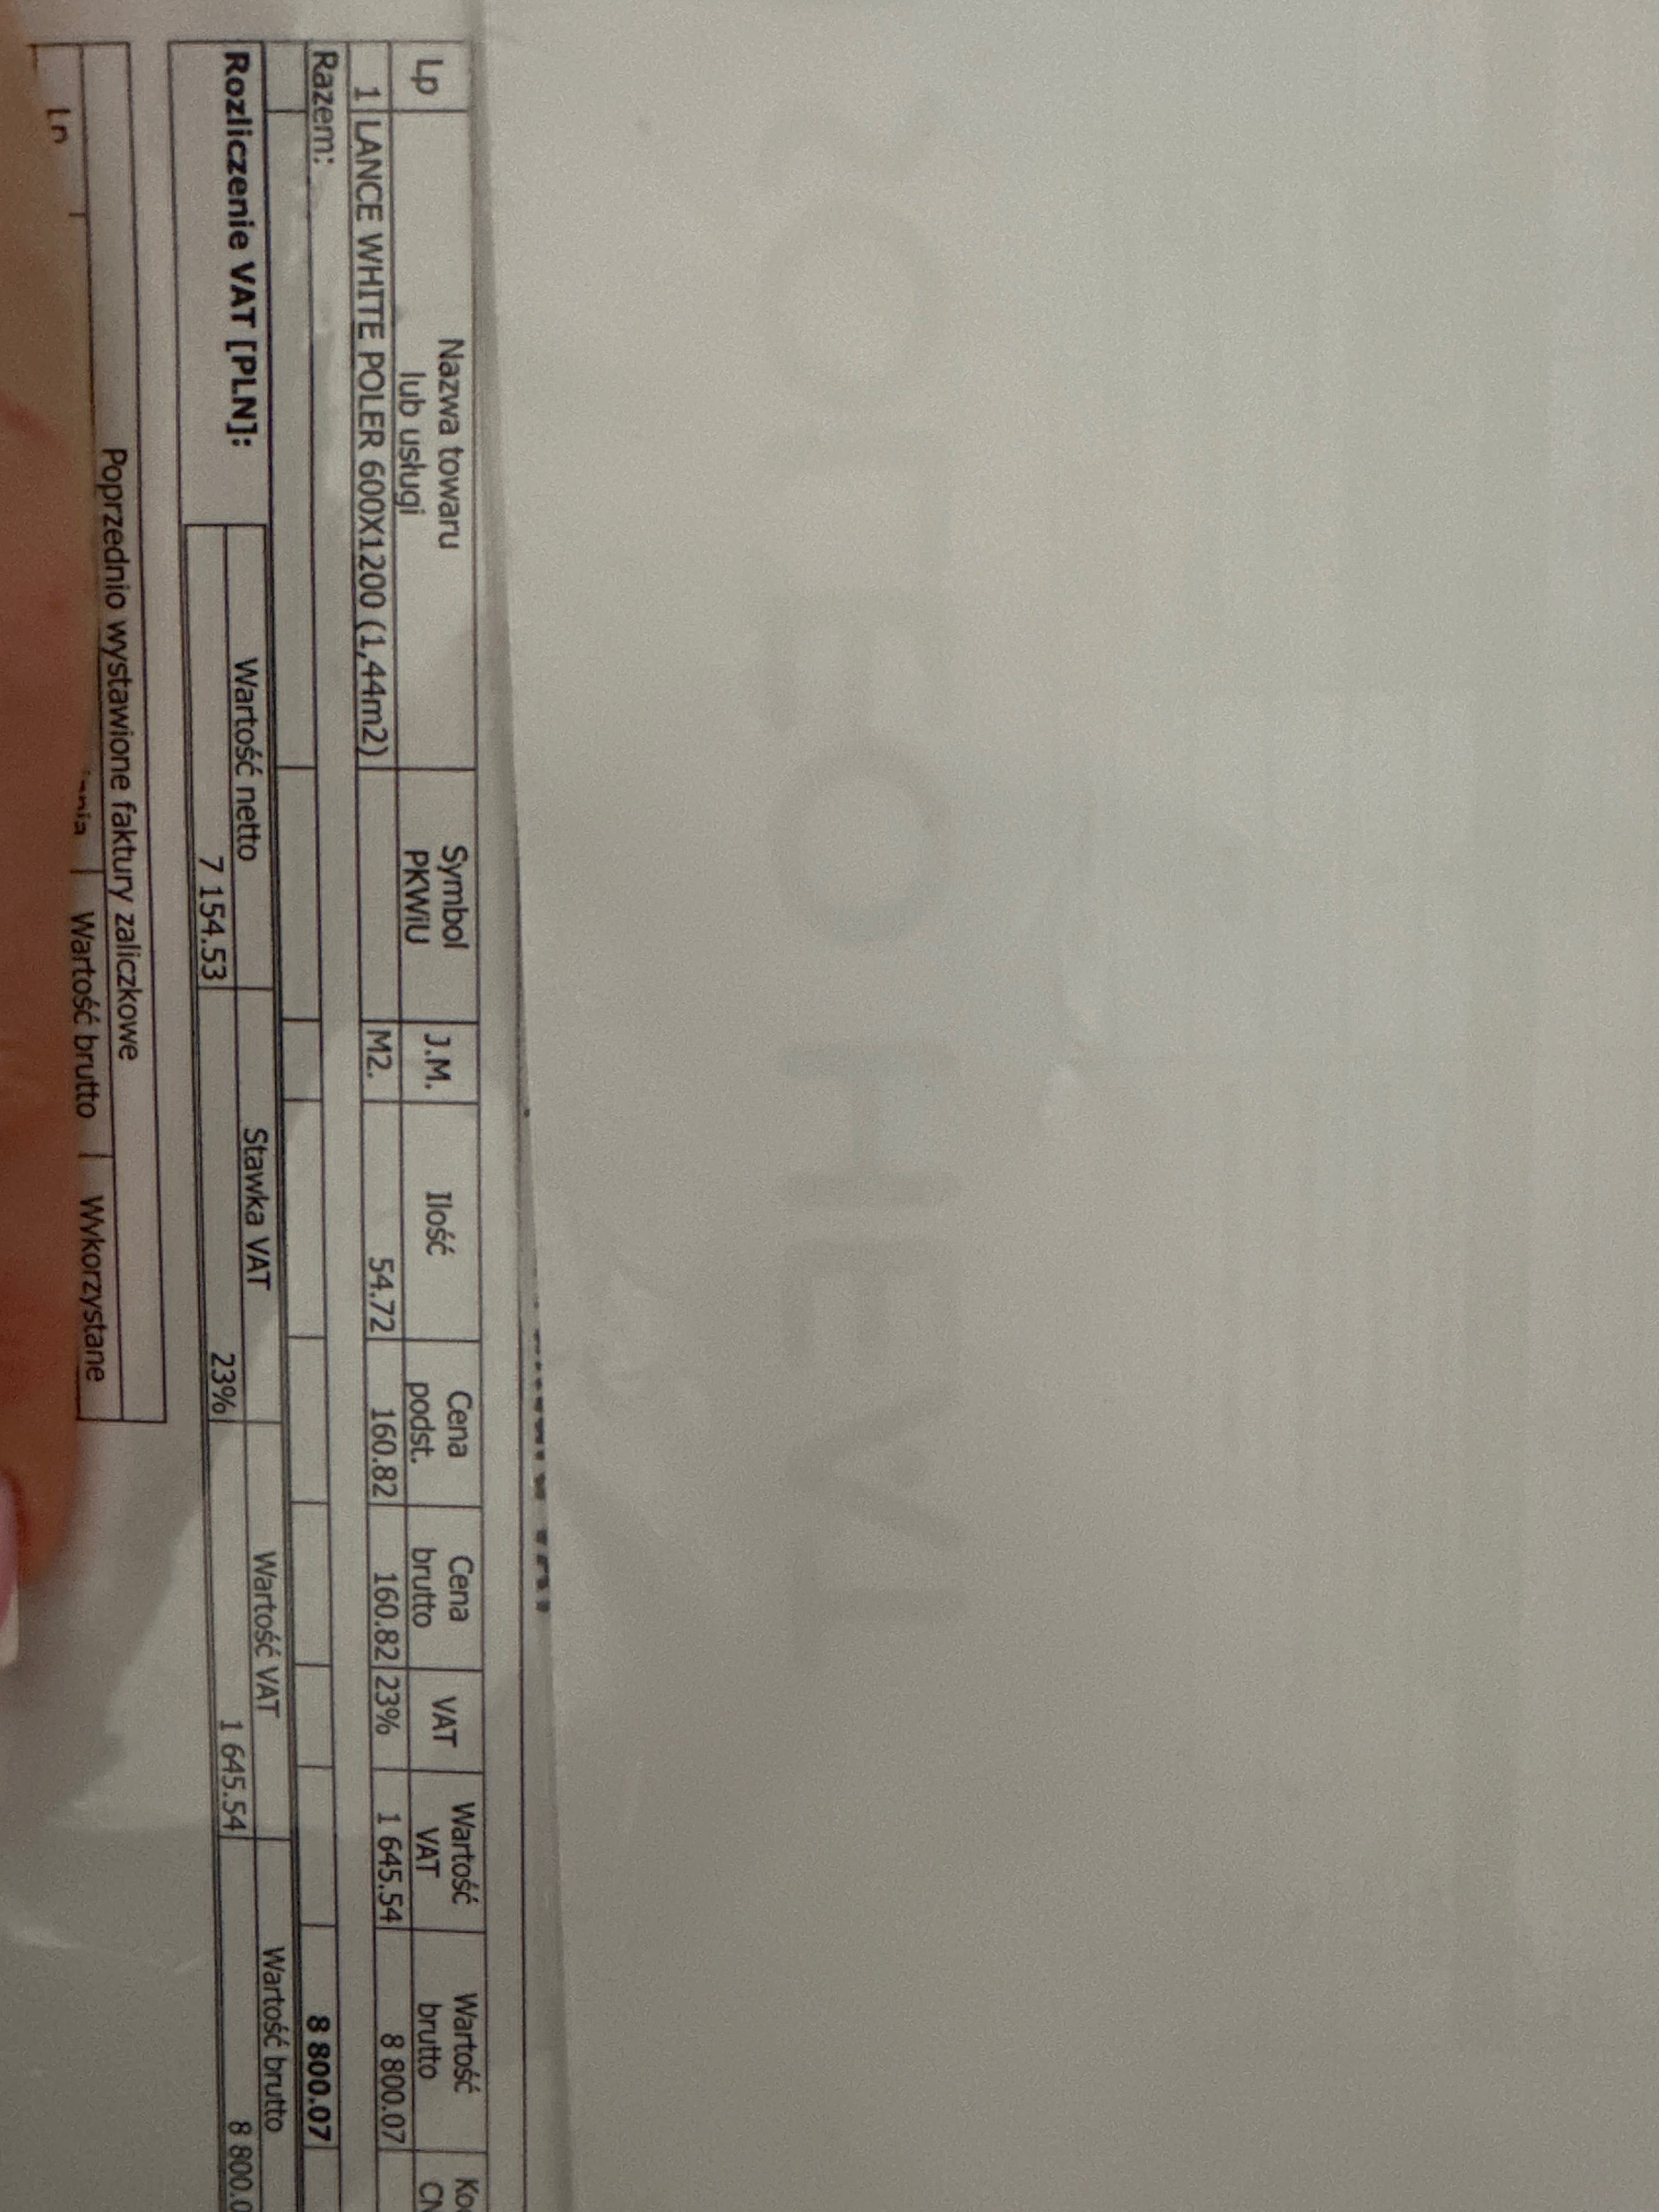 Lp Nazwa towaru lub usługi Symbol PKWiU J.M. Ilość Cena podst. Cena brutto VAT Wartość VAT Wartość brutto
1 LANCE WHITE POLER 600X1200 (1,44m2) M2. 54.72 160.82 160.82 23% 1 645.54 8 800.07
Razem: 8 800.07
Rozliczenie VAT [PLN]: Wartość netto Stawka VAT Wartość VAT Wartość brutto
7 154.53 23% 1 645.54 8 800.0
Poprzednio wystawione faktury zaliczkowe
Wartość brutto Wykorzystane